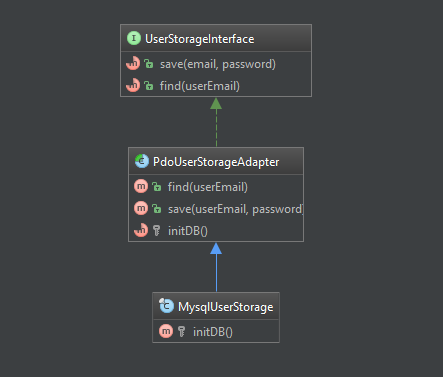 I UserStorageInterface
m save(email, password)
m find(userEmail)
C PdoUserStorageAdapter
m find(userEmail)
m save(userEmail, password)
m initDB()
C MysqlUserStorage
m initDB()